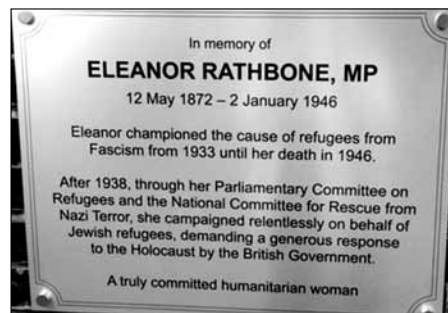 In memory of
ELEANOR RATHBONE, MP
12 May 1872 – 2 January 1946
Eleanor championed the cause of refugees from
Fascism from 1933 until her death in 1946.
After 1938, through her Parliamentary Committee on
Refugees and the National Committee for Rescue from
Nazi Terror, she campaigned relentlessly on behalf of
Jewish refugees, demanding a generous response
to the Holocaust by the British Government.
A truly committed humanitarian woman